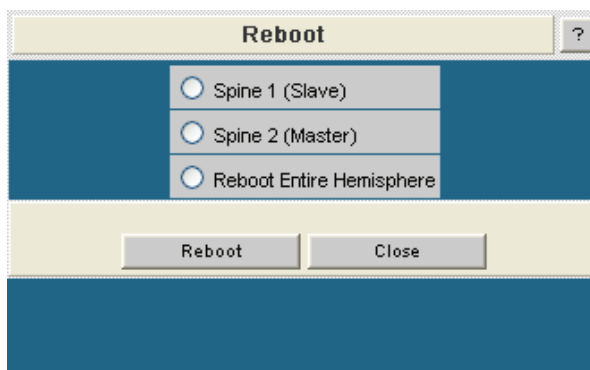 Reboot
?
Spine 1 (Slave)
Spine 2 (Master)
Reboot Entire Hemisphere
Reboot Close